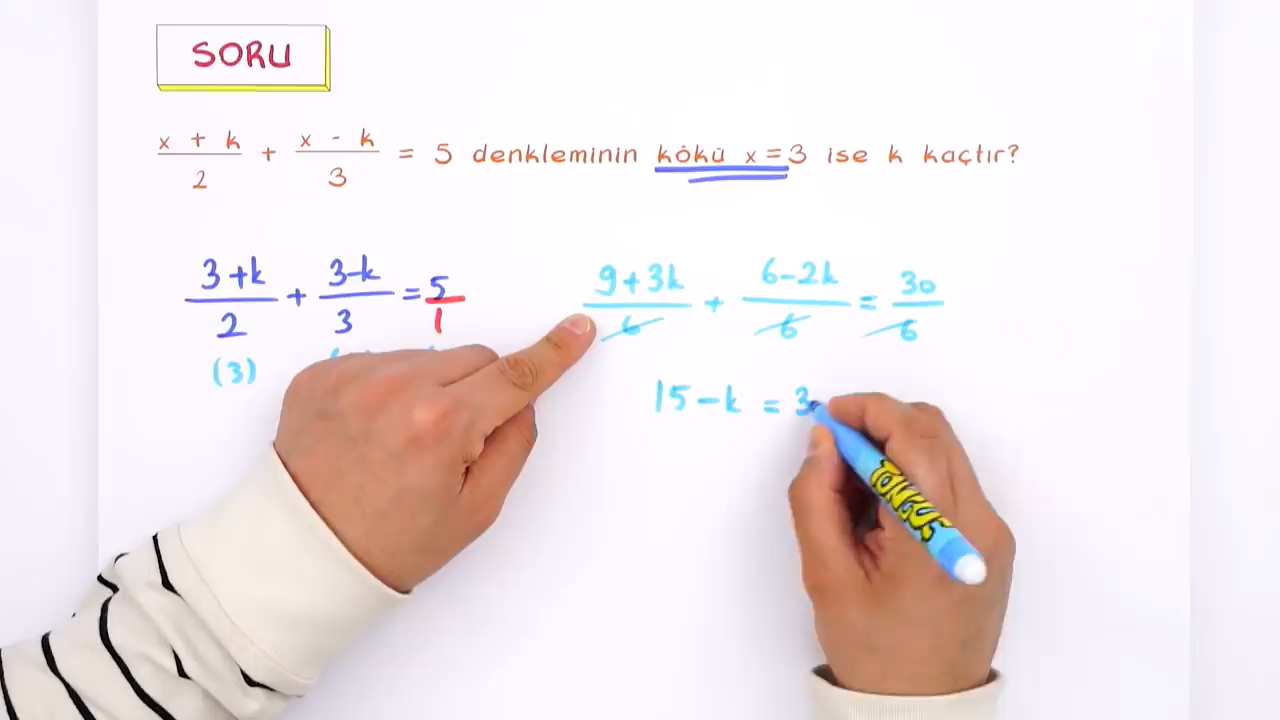 SORU
x + k / 2 + x - k / 3 = 5 denkleminin kökü x = 3 ise k kaçtır?
3+k / 2 + 3-k / 3 = 5 / 1
9+3k / 6 + 6-2k / 6 = 30 / 6
(3)
15-k = 3
TONGUÇ